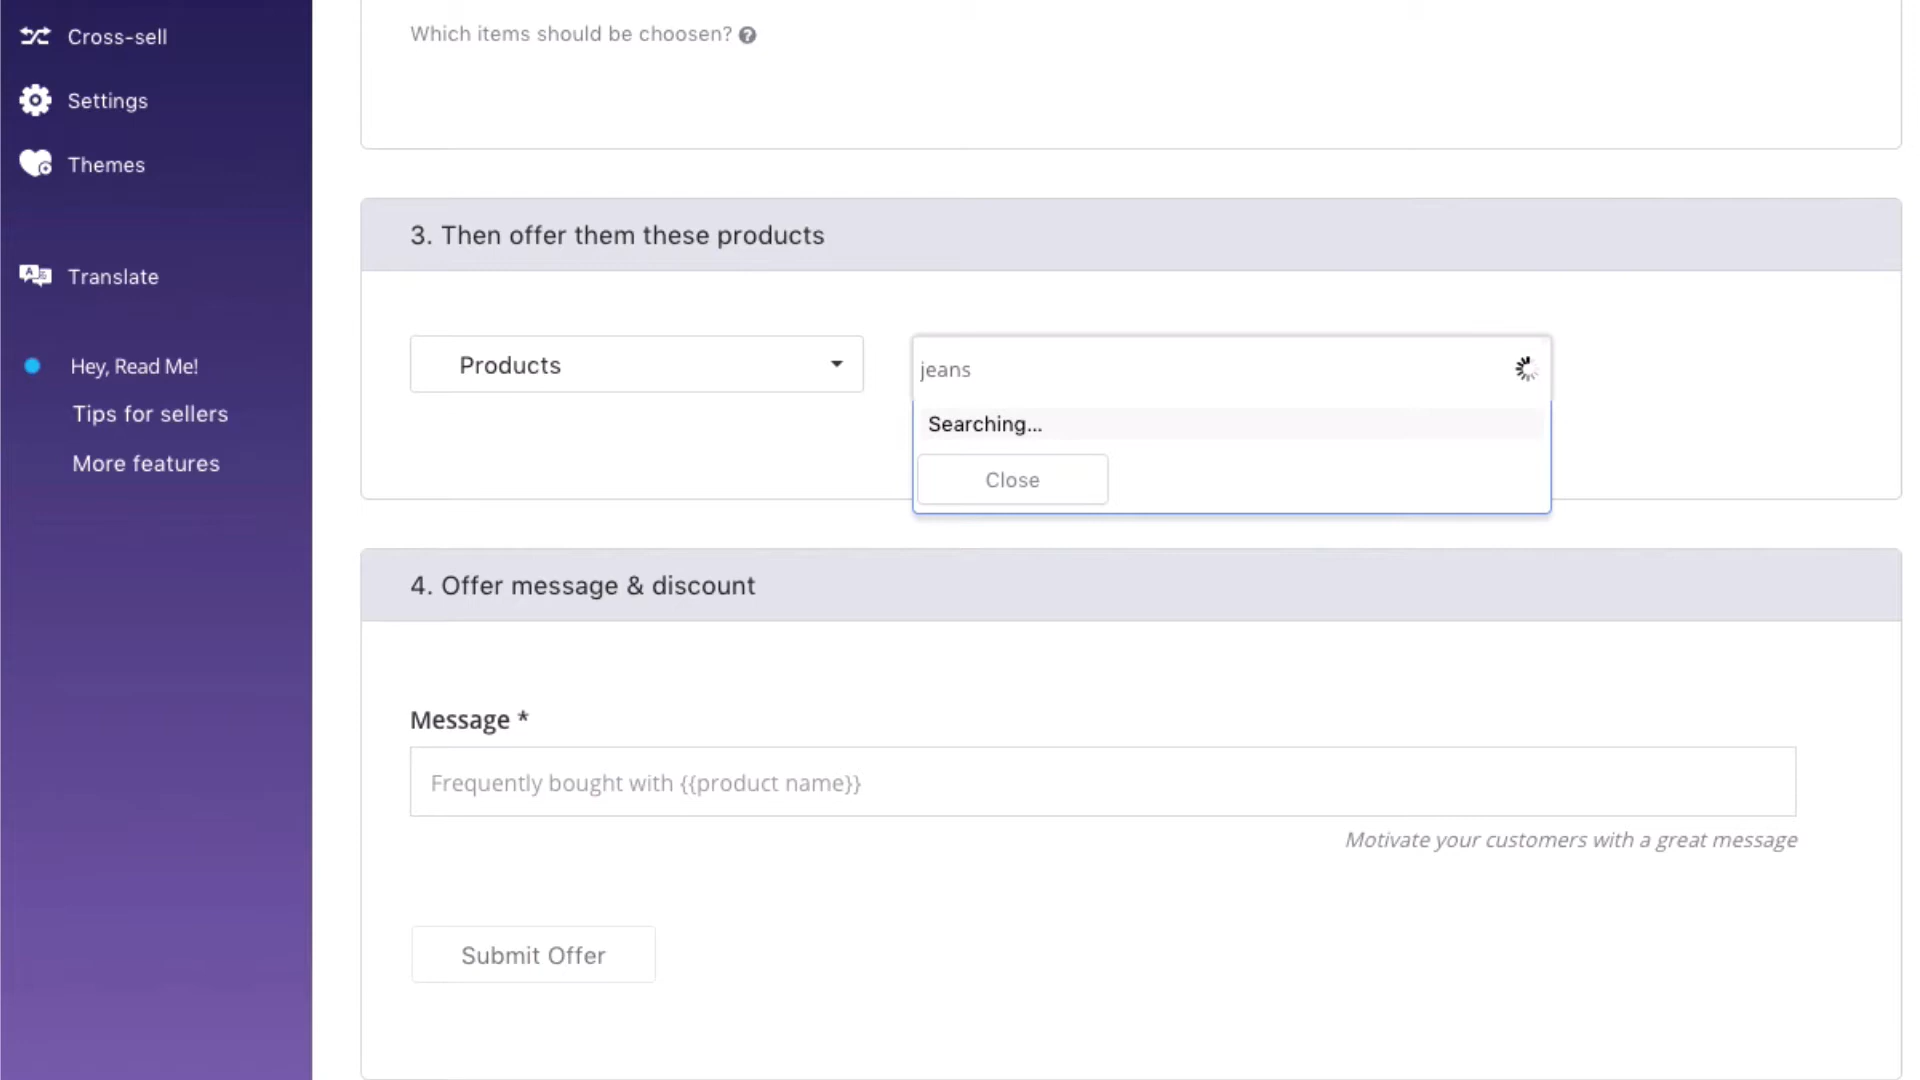 Cross-sell
Settings
Themes
Translate
Hey, Read Me!
Tips for sellers
More features
Which items should be choosen?
3. Then offer them these products
Products
jeans
Searching...
Close
4. Offer message & discount
Message *
Frequently bought with {{product name}}
Motivate your customers with a great message
Submit Offer